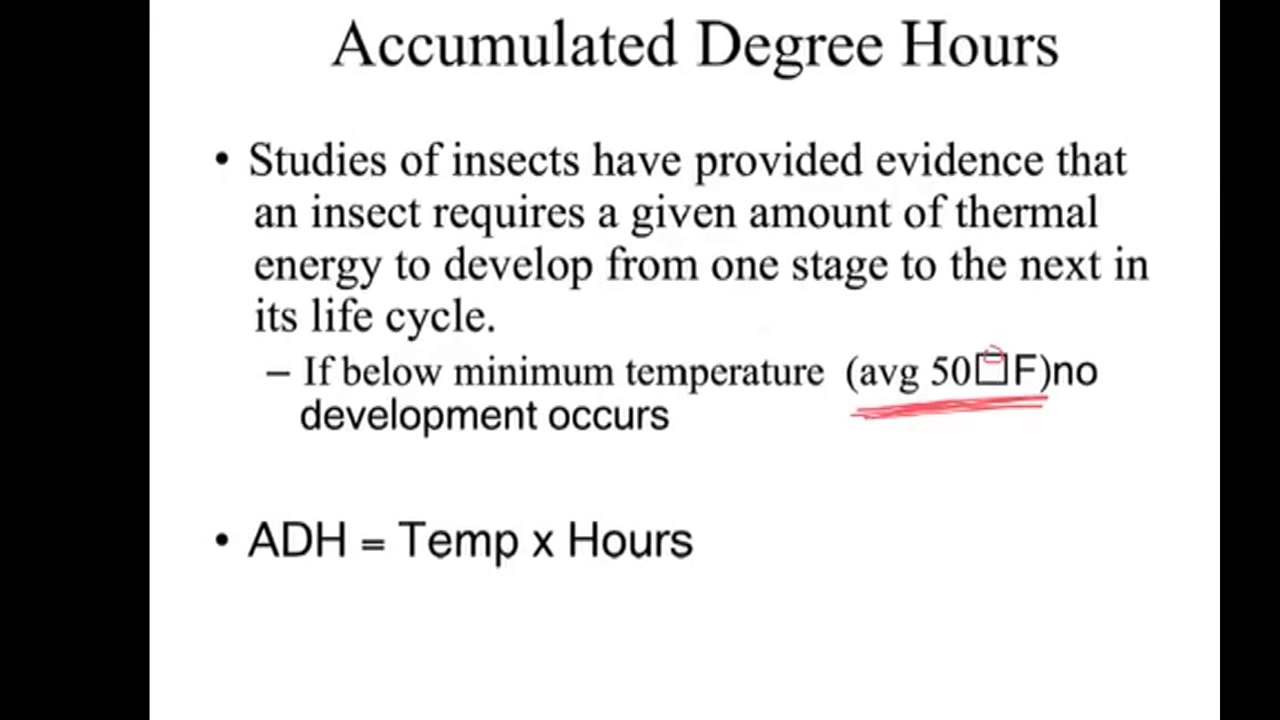 Accumulated Degree Hours
• Studies of insects have provided evidence that
an insect requires a given amount of thermal
energy to develop from one stage to the next in
its life cycle.
– If below minimum temperature (avg 50□F)no
development occurs
• ADH = Temp x Hours